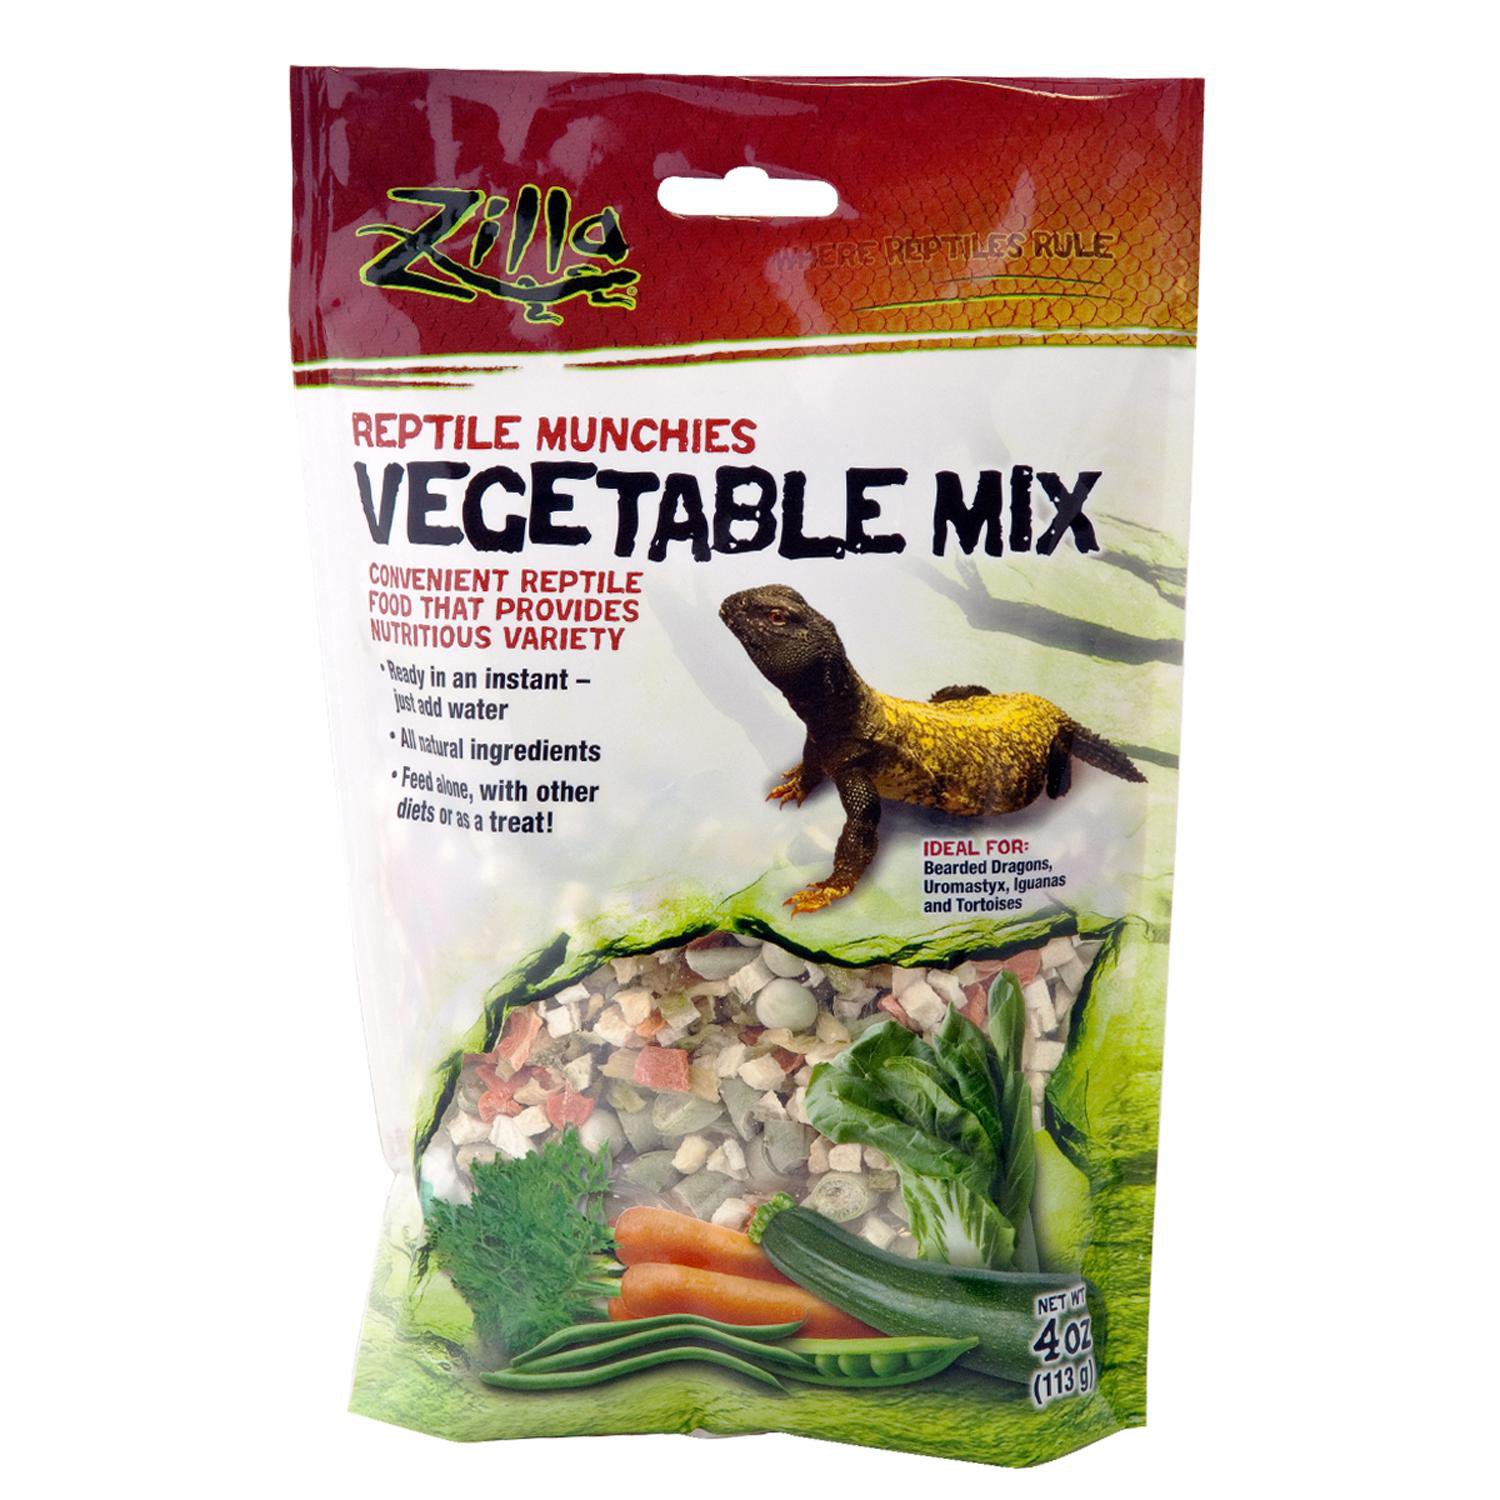 Zilla®
WHERE REPTILES RULE
REPTILE MUNCHIES
VEGETABLE MIX
CONVENIENT REPTILE
FOOD THAT PROVIDES
NUTRITIOUS VARIETY
• Ready in an instant –
just add water
• All natural ingredients
• Feed alone, with other
diets or as a treat!
IDEAL FOR:
Bearded Dragons,
Uromastyx, Iguanas
and Tortoises
NET WT
4 OZ
(113 g)